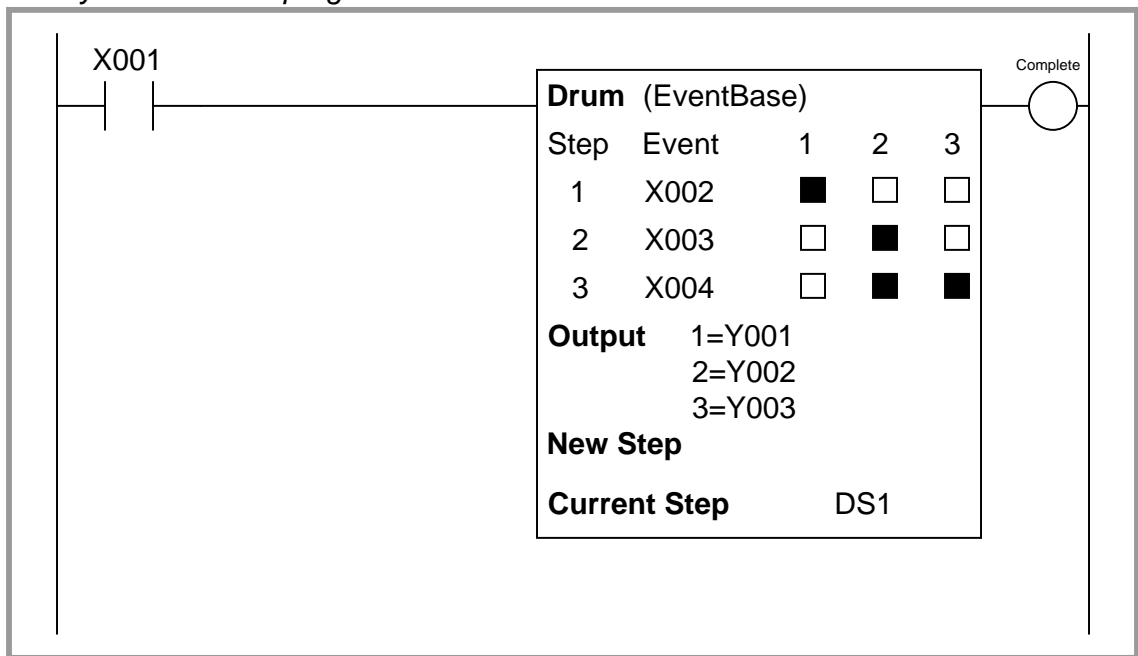 X001
Complete
Drum (EventBase)
Step Event 1 2 3
1 X002
2 X003
3 X004
Output 1=Y001
2=Y002
3=Y003
New Step
Current Step DS1